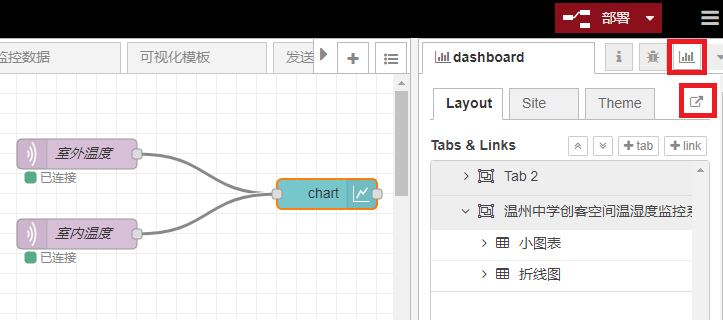 部署
监控数据
可视化模板
发送
dashboard
Layout
Site
Theme
Tabs & Links
tab
link
室外温度
已连接
室内温度
已连接
chart
Tab 2
温州中学创客空间温湿度监控系
小图表
折线图